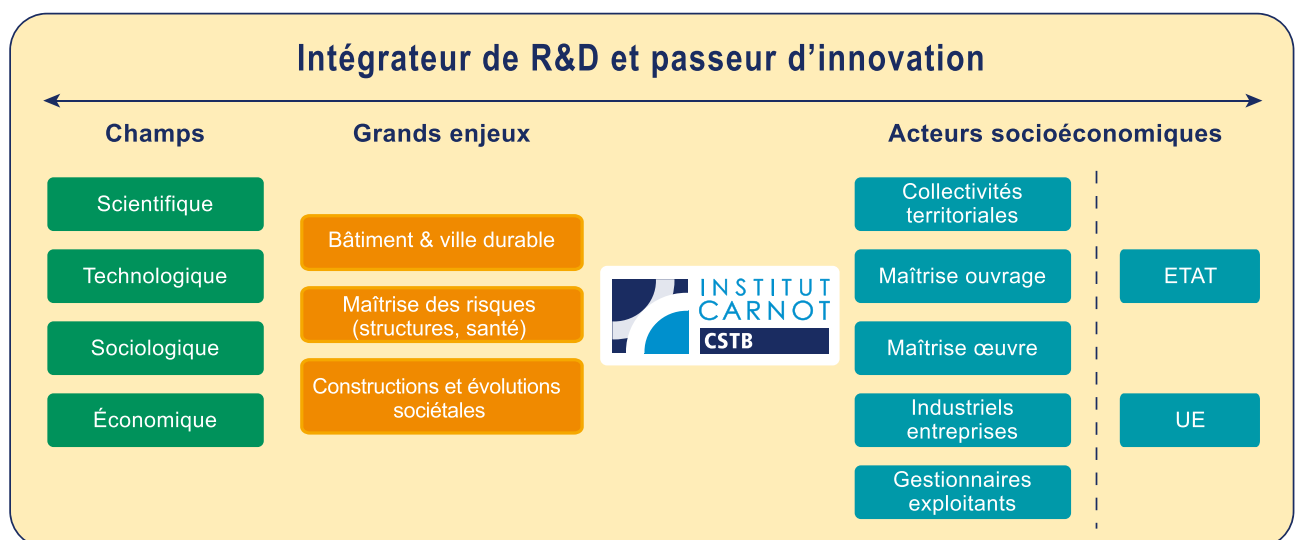 Intégrateur de R&D et passeur d’innovation
Champs
Grands enjeux
Acteurs socioéconomiques
Scientifique
Technologique
Sociologique
Économique
Bâtiment & ville durable
Maîtrise des risques
(structures, santé)
Constructions et évolutions
sociétales
INSTITUT
CARNOT
CSTB
Collectivités
territoriales
Maîtrise ouvrage
Maîtrise œuvre
Industriels
entreprises
Gestionnaires
exploitants
ETAT
UE